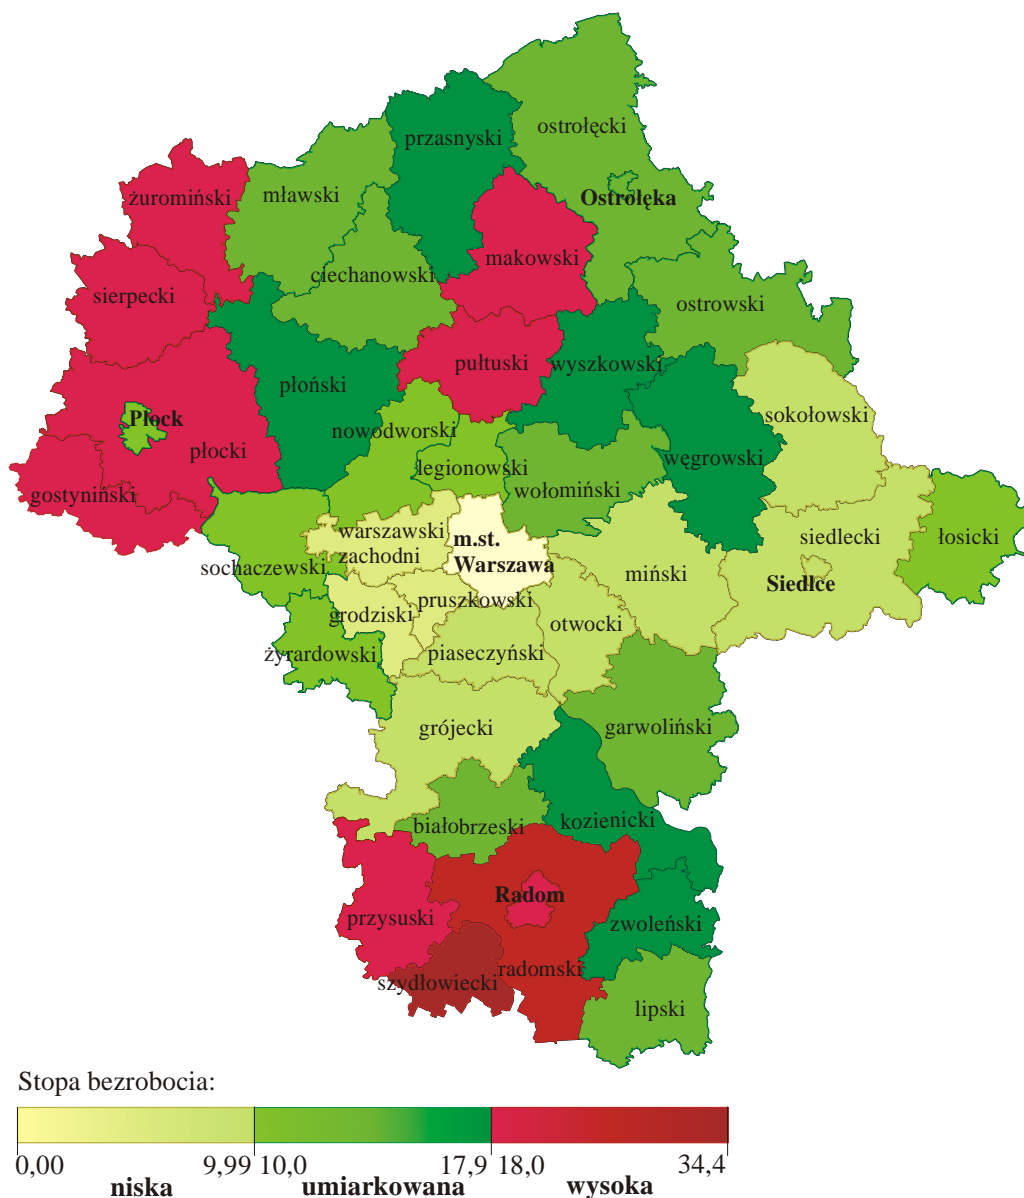 ostrołęcki
przasnyski
żuromiński
mławski
Ostrołęka
makowski
ciechanowski
sierpecki
ostrowski
pułtuski
wyszkowski
płoński
sokołowski
Płock
nowodworski
płocki
węgrowski
legionowski
gostyniński
wołomiński
warszawski
zachodni
m.st.
Warszawa
siedlecki
łosicki
sochaczewski
miński
Siedlce
pruszkowski
grodziski
otwocki
żyrardowski
piaseczyński
grójecki
garwoliński
białobrzeski
kozienicki
Radom
przysuski
zwoleński
radomski
szydłowiecki
lipski
Stopa bezrobocia:
0,00 9,99 10,0 17,9 18,0 34,4
niska umiarkowana wysoka